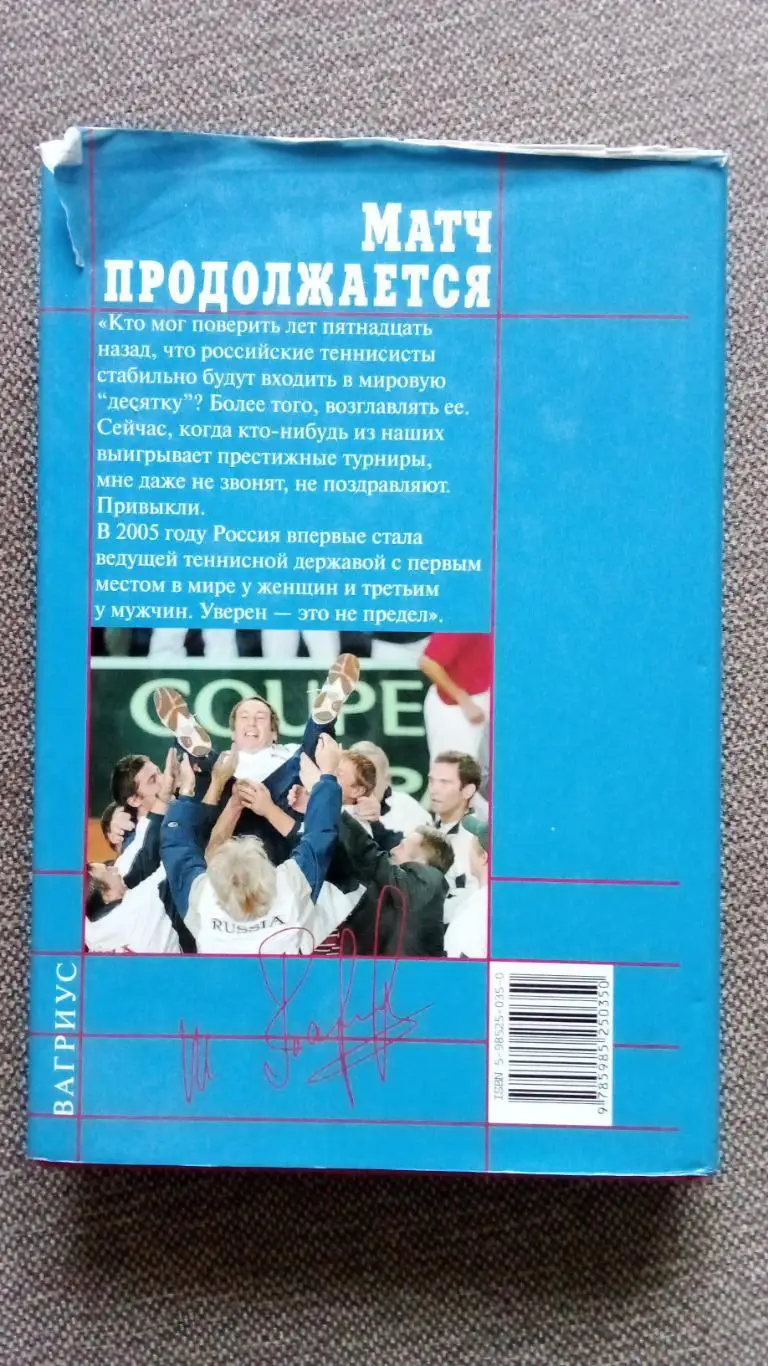 Матч
продолжается
«Кто мог поверить лет пятнадцать
назад, что российские теннисисты
стабильно будут входить в мировую
“десятку”? Более того, возглавлять ее.
Сейчас, когда кто-нибудь из наших
выигрывает престижные турниры,
мне даже не звонят, не поздравляют.
Привыкли.
В 2005 году Россия впервые стала
ведущей теннисной державой с первым
местом в мире у женщин и третьим
у мужчин. Уверен — это не предел».
COUPE
RUSSIA
ВАГРИУС
ISBN 5-98525-035-0
9 785985 250350